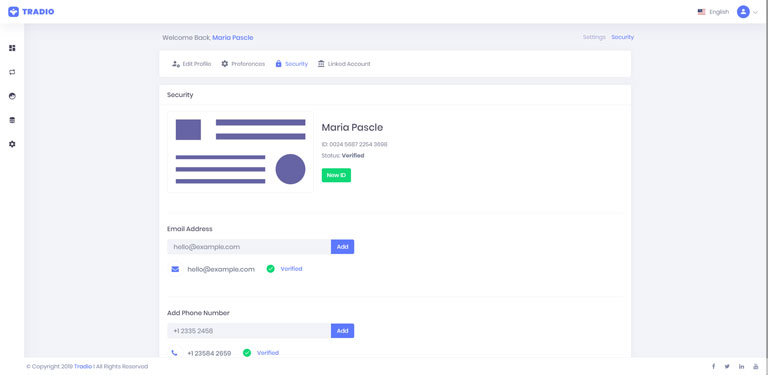 TRADIO
English
Welcome Back, Maria Pascle
Settings Security
Edit Profile Preferences Security Linked Account
Security
Maria Pascle
ID: 0024 5687 2254 3698
Status: Verified
New ID
Email Address
hello@example.com Add
hello@example.com Verified
Add Phone Number
+1 2335 2458 Add
+1 23584 2659 Verified
© Copyright 2019 Tradio I All Rights Reserved